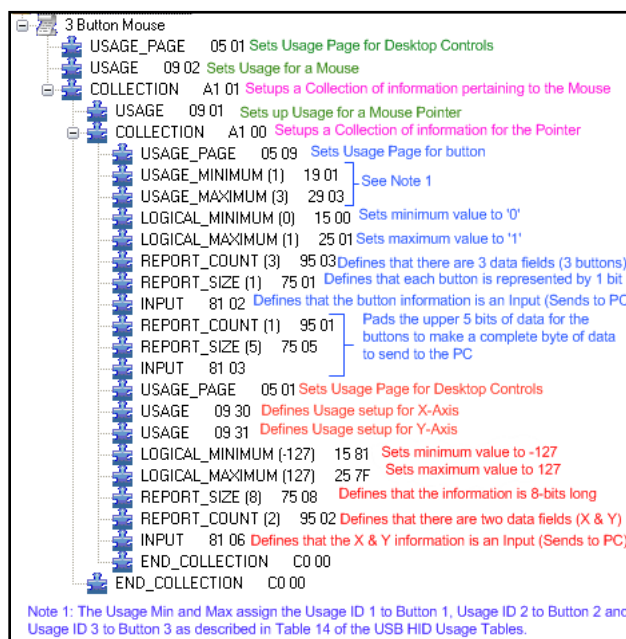 3 Button Mouse
USAGE_PAGE 05 01 Sets Usage Page for Desktop Controls
USAGE 09 02 Sets Usage for a Mouse
COLLECTION A1 01 Setups a Collection of information pertaining to the Mouse
USAGE 09 01 Sets up Usage for a Mouse Pointer
COLLECTION A1 00 Setups a Collection of information for the Pointer
USAGE_PAGE 05 09 Sets Usage Page for button
USAGE_MINIMUM (1) 19 01
See Note 1
USAGE_MAXIMUM (3) 29 03
LOGICAL_MINIMUM (0) 15 00 Sets minimum value to '0'
LOGICAL_MAXIMUM (1) 25 01 Sets maximum value to '1'
REPORT_COUNT (3) 95 03 Defines that there are 3 data fields (3 buttons)
REPORT_SIZE (1) 75 01 Defines that each button is represented by 1 bit
INPUT 81 02 Defines that the button information is an Input (Sends to PC
REPORT_COUNT (1) 95 01 Pads the upper 5 bits of data for the
REPORT_SIZE (5) 75 05 buttons to make a complete byte of data
INPUT 81 03 to send to the PC
USAGE_PAGE 05 01 Sets Usage Page for Desktop Controls
USAGE 09 30 Defines Usage setup for X-Axis
USAGE 09 31 Defines Usage setup for Y-Axis
LOGICAL_MINIMUM (-127) 15 81 Sets minimum value to -127
LOGICAL_MAXIMUM (127) 25 7F Sets maximum value to 127
REPORT_SIZE (8) 75 08 Defines that the information is 8-bits long
REPORT_COUNT (2) 95 02 Defines that there are two data fields (X & Y)
INPUT 81 06 Defines that the X & Y information is an Input (Sends to PC)
END_COLLECTION C0 00
END_COLLECTION C0 00
Note 1: The Usage Min and Max assign the Usage ID 1 to Button 1, Usage ID 2 to Button 2 and
Usage ID 3 to Button 3 as described in Table 14 of the USB HID Usage Tables.